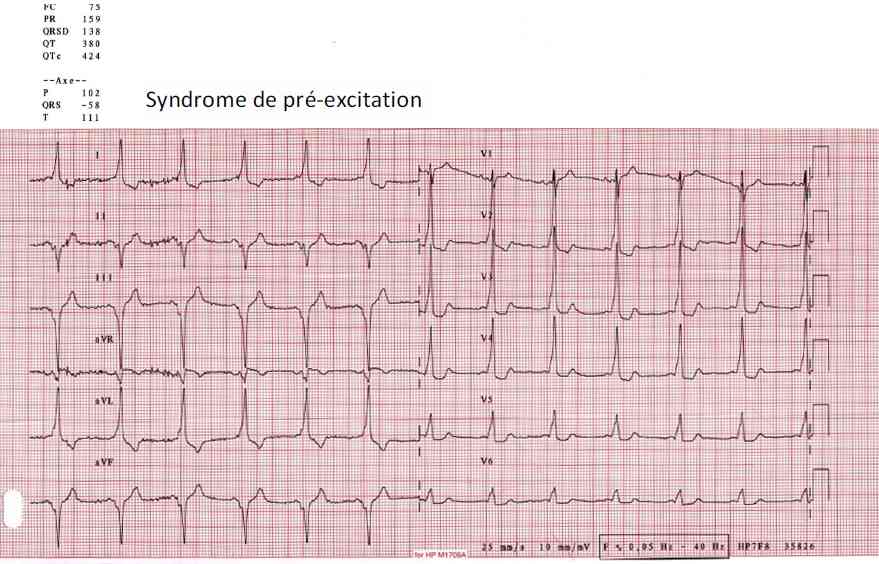 FC 75
PR 159
QRSD 138
QT 380
QTc 424
--Axe--
P 102
QRS -58
T 111
Syndrome de pré-excitation
I
V1
II
V2
III
V3
aVR
V4
aVL
V5
aVF
V6
25 mm/s 10 mm/mV F ~ 0,05 Hz - 40 Hz HP7F8 35826
for HP M1708A